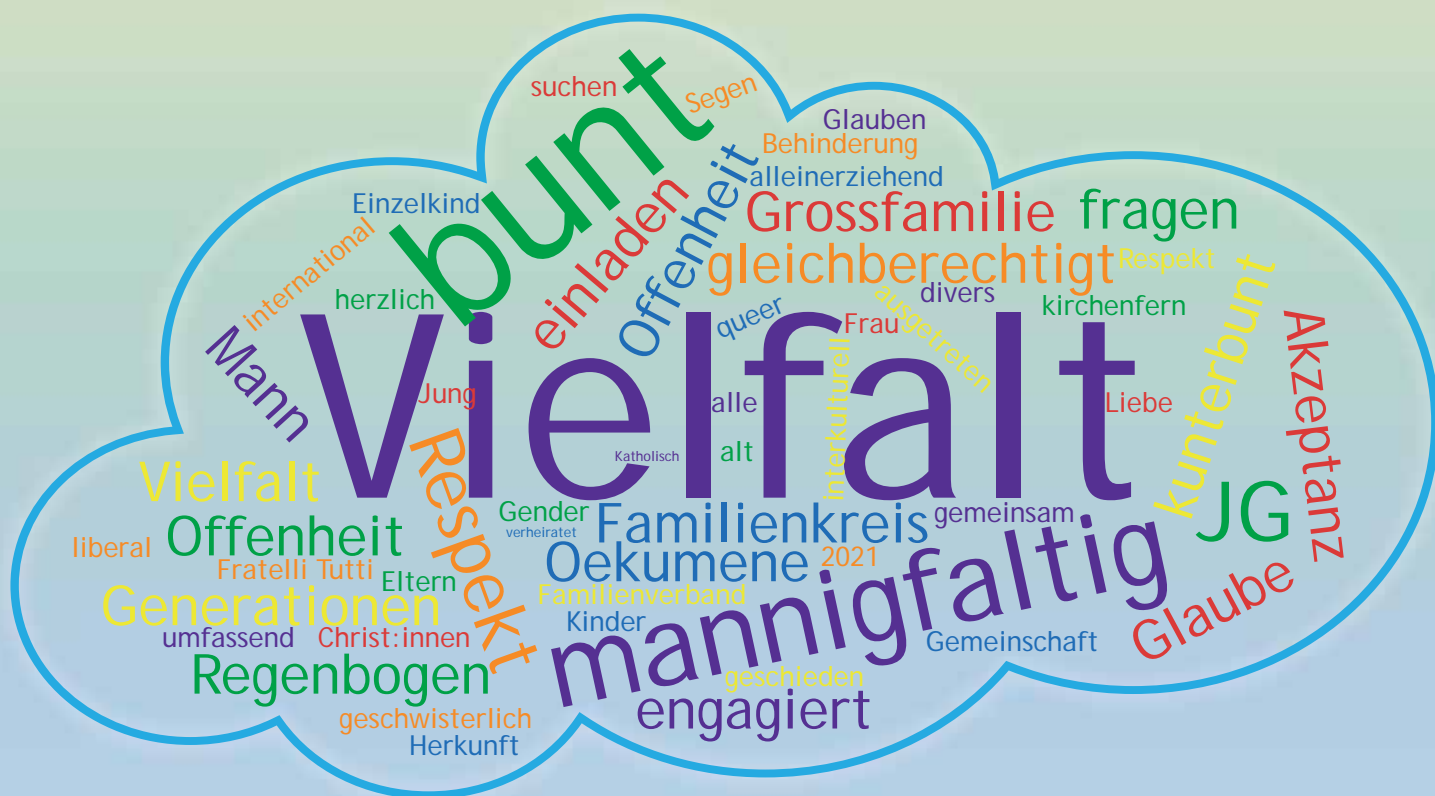 suchen
Segen
bunt
Glauben
Behinderung
alleinerziehend
Einzelkind
einladen
Offenheit
Grossfamilie
fragen
international
gleichberechtigt
Respekt
herzlich
queer
ausgetreten
divers
kirchenfern
kunterbunt
Mann
Vielfalt
Frau
Akzeptanz
Jung
alle
interkulturell
Liebe
Katholisch
alt
Respekt
Vielfalt
Gender
verheiratet
Familienkreis
gemeinsam
JG
liberal
Offenheit
Oekumene
2021
Fratelli Tutti
Eltern
Generationen
Familienverband
mannigfaltig
Glaube
Kinder
umfassend
Christ:innen
Gemeinschaft
Regenbogen
geschieden
engagiert
geschwisterlich
Herkunft